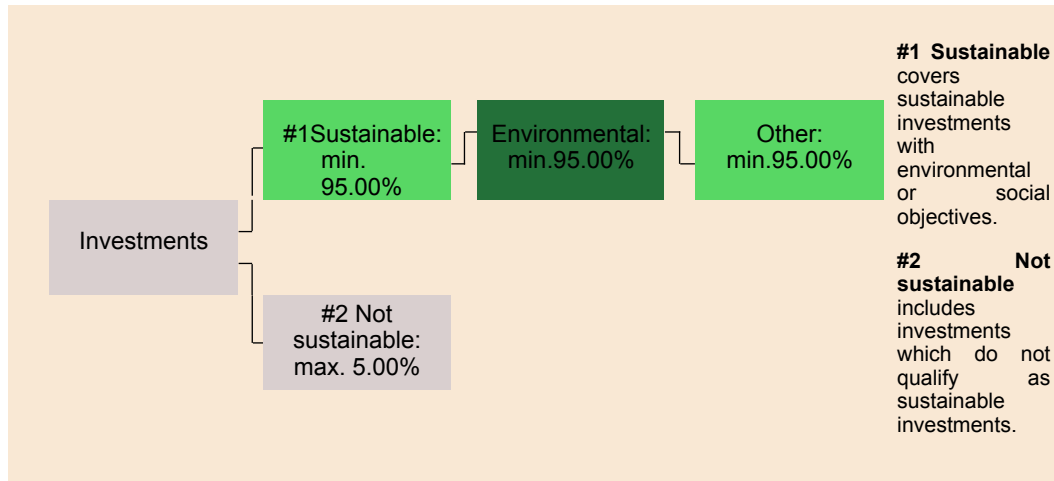 Investments
#1Sustainable:
min.
95.00%
Environmental:
min.95.00%
Other:
min.95.00%
#2 Not
sustainable:
max. 5.00%
#1 Sustainable
covers
sustainable
investments
with
environmental
or social
objectives.
#2 Not
sustainable
includes
investments
which do not
qualify as
sustainable
investments.